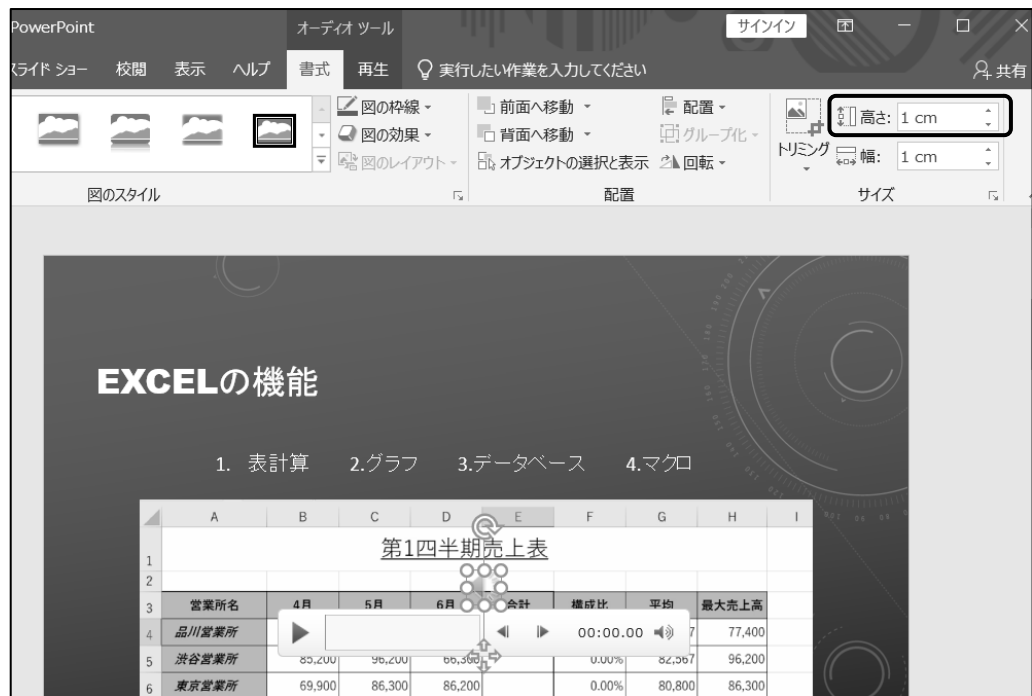 PowerPoint オーディオ ツール サインイン
スライド ショー 校閲 表示 ヘルプ 書式 再生 実行したい作業を入力してください 共有
図の枠線 前面へ移動 配置 高さ: 1 cm
図の効果 背面へ移動 グループ化
トリミング
図のレイアウト オブジェクトの選択と表示 回転 幅: 1 cm
図のスタイル 配置 サイズ
EXCELの機能
1. 表計算 2.グラフ 3.データベース 4.マクロ
A B C D E F G H I
1 第1四半期売上表
2
3 営業所名 4月 5月 6月 合計 構成比 平均 最大売上高
4 品川営業所 00:00.00 7 77,400
5 渋谷営業所 85,200 96,200 66,300 0.00% 82,567 96,200
6 東京営業所 69,900 86,300 86,200 0.00% 80,800 86,300